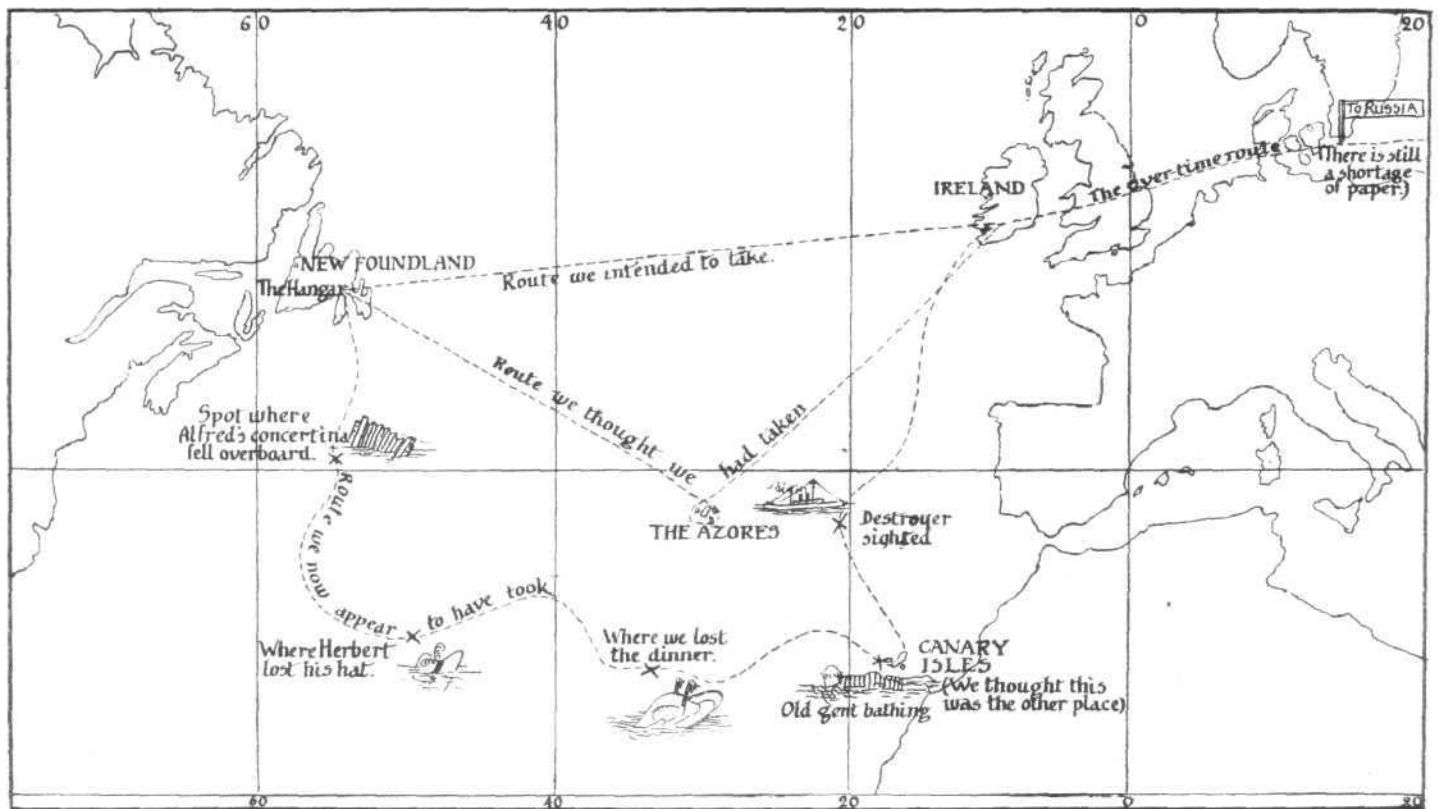 60 40 20 0 20
TO RUSSIA
(There is still
a shortage
of paper.)
The over-time route
IRELAND
NEW FOUNDLAND
The Hangar
Route we intended to take.
Route we thought we had taken
Spot where
Alfred's concertina
fell overboard.
THE AZORES
Destroyer
sighted
Route we now appear to have took
Where Herbert
lost his hat.
Where we lost
the dinner.
CANARY
ISLES
(We thought this
was the other place)
Old gent bathing
60 40 20 0 20